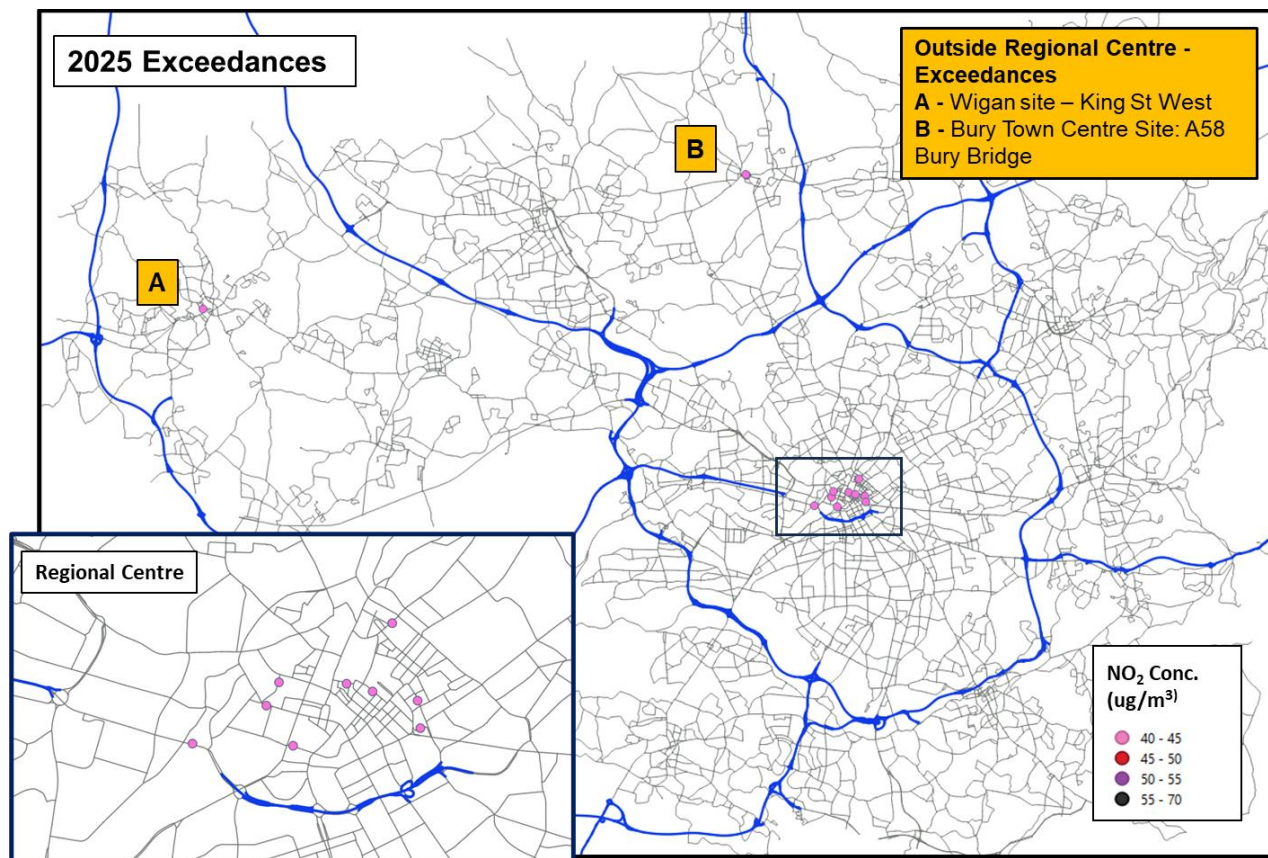 2025 Exceedances
Outside Regional Centre -
Exceedances
A - Wigan site – King St West
B - Bury Town Centre Site: A58
Bury Bridge
B
A
Regional Centre
NO₂ Conc.
(ug/m³)
40 - 45
45 - 50
50 - 55
55 - 70